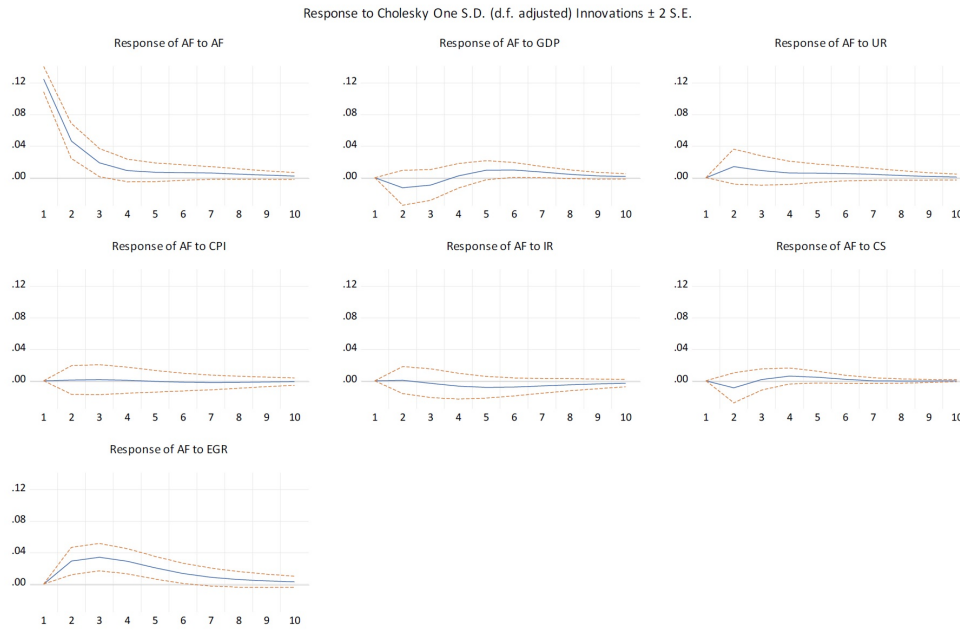 Response to Cholesky One S.D. (d.f. adjusted) Innovations ± 2 S.E.
Response of AF to AF
.12
.08
.04
.00
1 2 3 4 5 6 7 8 9 10
Response of AF to GDP
.12
.08
.04
.00
1 2 3 4 5 6 7 8 9 10
Response of AF to UR
.12
.08
.04
.00
1 2 3 4 5 6 7 8 9 10
Response of AF to CPI
.12
.08
.04
.00
1 2 3 4 5 6 7 8 9 10
Response of AF to IR
.12
.08
.04
.00
1 2 3 4 5 6 7 8 9 10
Response of AF to CS
.12
.08
.04
.00
1 2 3 4 5 6 7 8 9 10
Response of AF to EGR
.12
.08
.04
.00
1 2 3 4 5 6 7 8 9 10